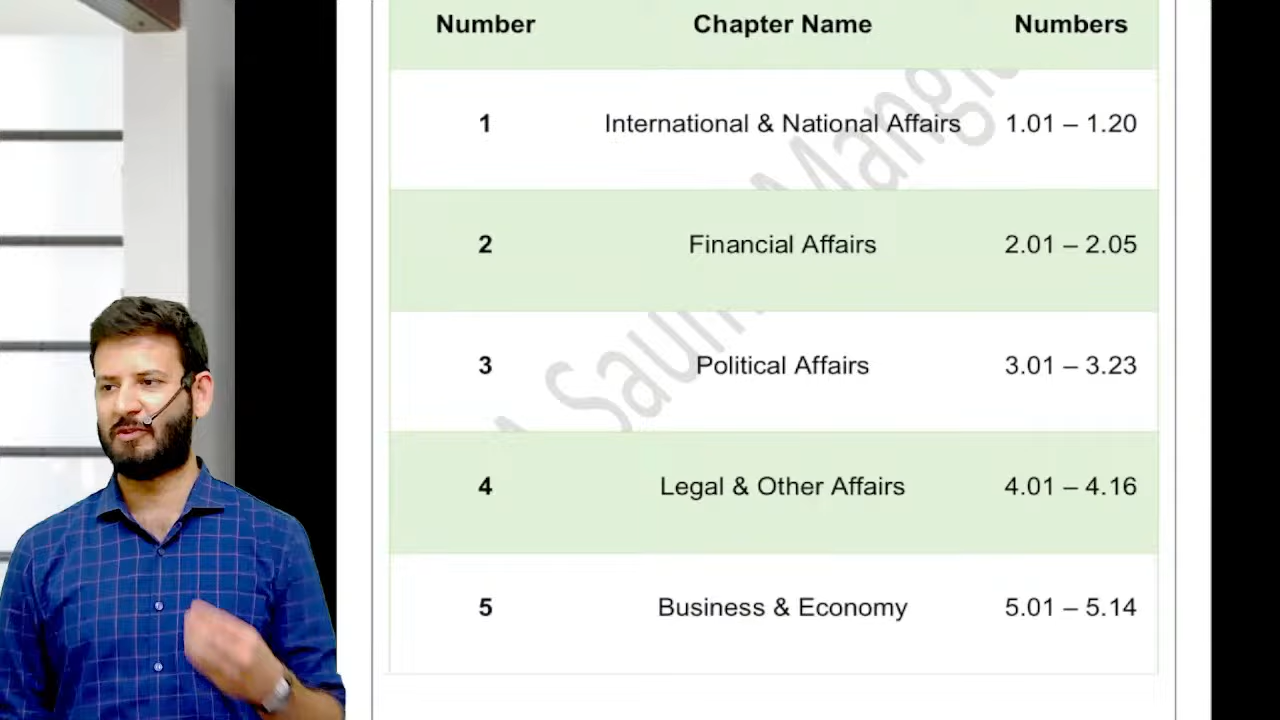 Number Chapter Name Numbers
1 International & National Affairs 1.01 – 1.20
2 Financial Affairs 2.01 – 2.05
3 Political Affairs 3.01 – 3.23
4 Legal & Other Affairs 4.01 – 4.16
5 Business & Economy 5.01 – 5.14